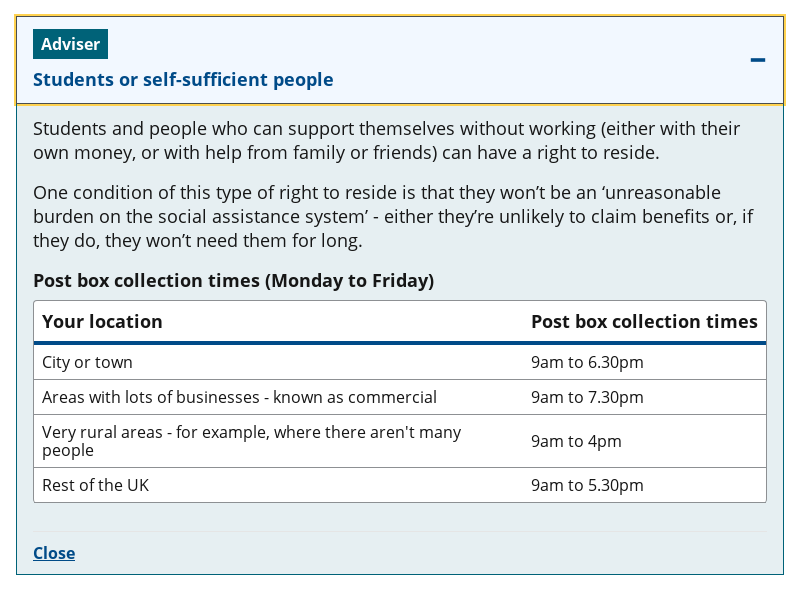 Adviser
Students or self-sufficient people
Students and people who can support themselves without working (either with their
own money, or with help from family or friends) can have a right to reside.
One condition of this type of right to reside is that they won’t be an ‘unreasonable
burden on the social assistance system’ - either they’re unlikely to claim benefits or, if
they do, they won’t need them for long.
Post box collection times (Monday to Friday)
Your location Post box collection times
City or town 9am to 6.30pm
Areas with lots of businesses - known as commercial 9am to 7.30pm
Very rural areas - for example, where there aren't many
people 9am to 4pm
Rest of the UK 9am to 5.30pm
Close